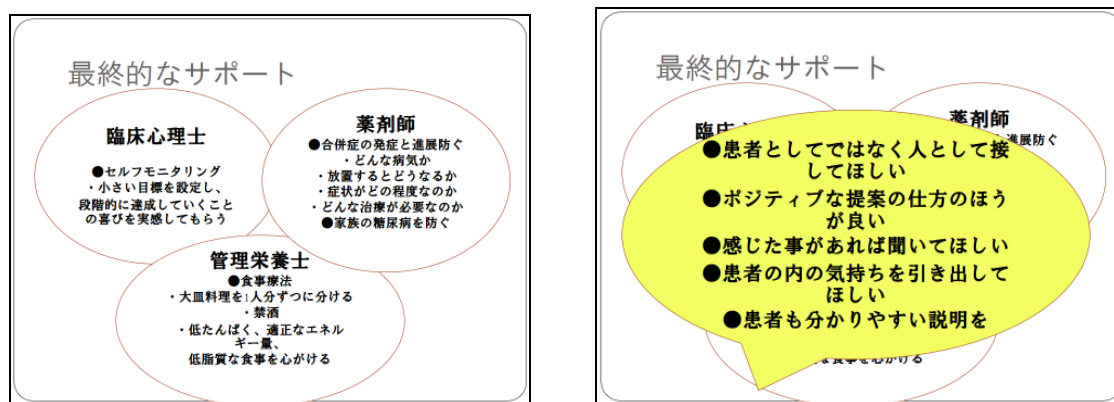 最終的なサポート
臨床心理士
●セルフモニタリング
・小さい目標を設定し、
段階的に達成していくこと
の喜びを実感してもらう
薬剤師
●合併症の発症と進展防ぐ
・どんな病気か
・放置するとどうなるか
・症状がどの程度なのか
・どんな治療が必要なのか
●家族の糖尿病を防ぐ
管理栄養士
●食事療法
・大皿料理を1人分ずつに分ける
・禁酒
・低たんぱく、適正なエネル
ギー量、
低脂質な食事を心がける
最終的なサポート
臨床
薬剤師
進展防ぐ
●患者としてではなく人として接
してほしい
●ポジティブな提案の仕方のほう
が良い
●感じた事があれば聞いてほしい
●患者の内の気持ちを引き出して
ほしい
●患者も分かりやすい説明を
な食事を心がける